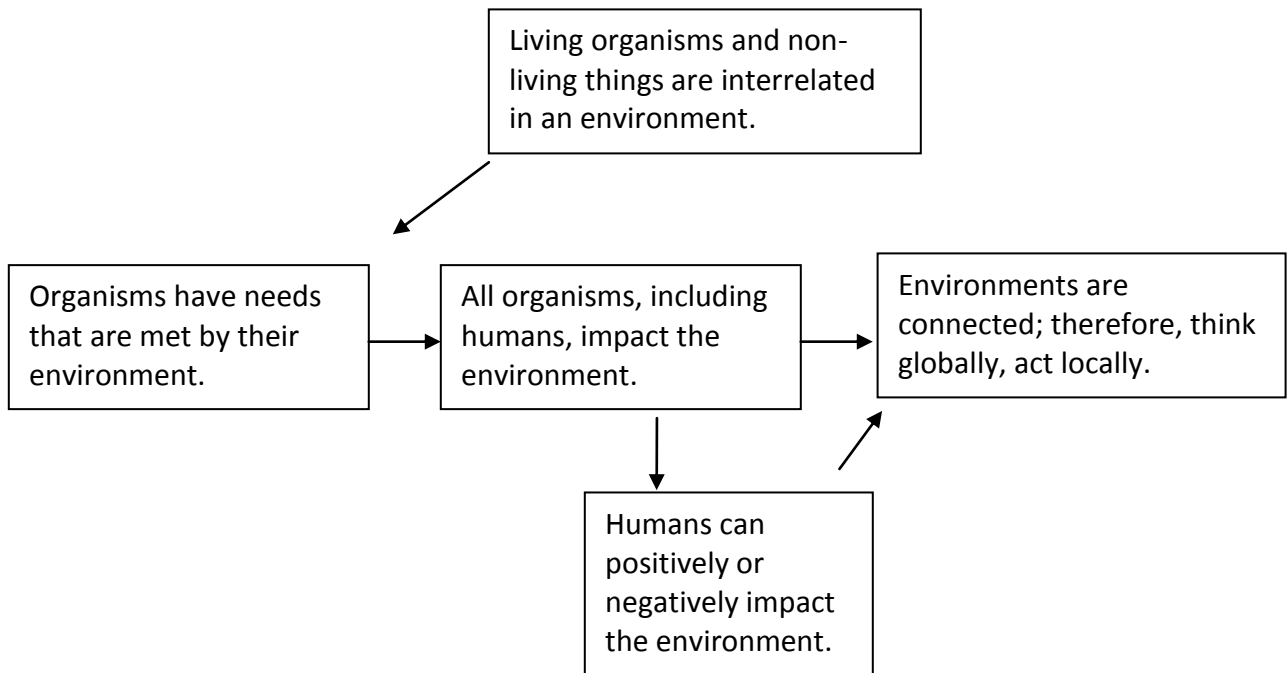 Living organisms and non-
living things are interrelated
in an environment.
Organisms have needs
that are met by their
environment.
All organisms, including
humans, impact the
environment.
Environments are
connected; therefore, think
globally, act locally.
Humans can
positively or
negatively impact
the environment.